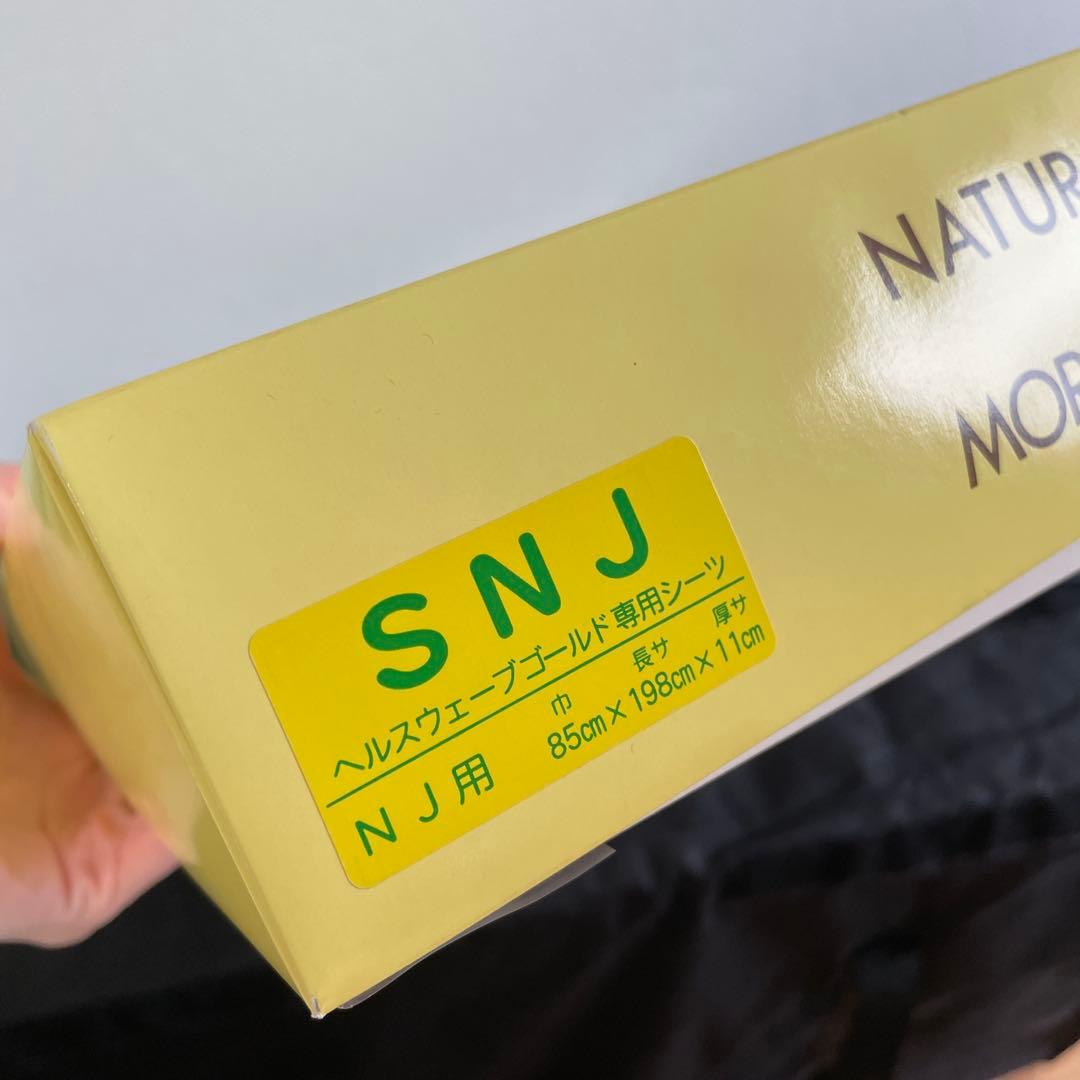 NATUR
MOR
SNJ
ヘルスウェーブゴールド専用シーツ
巾 長サ 厚サ
NJ用 85cm×198cm×11cm